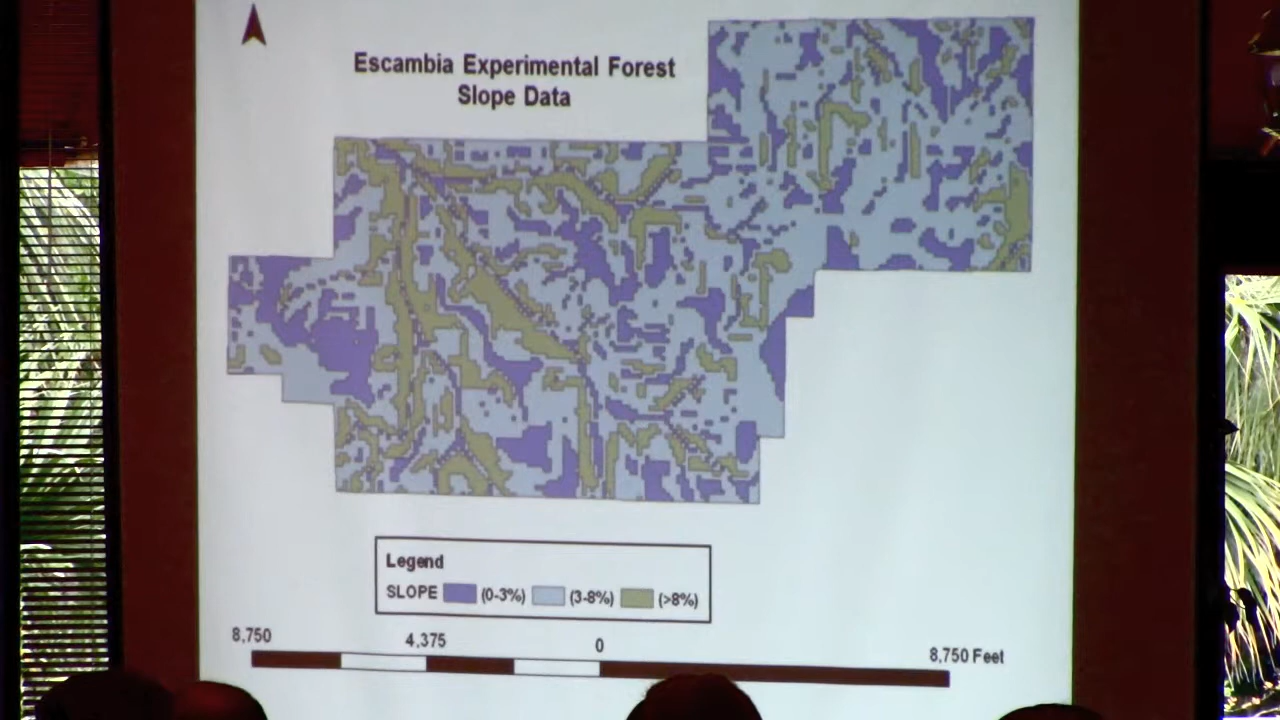 Escambia Experimental Forest
Slope Data
Legend
SLOPE (0-3%) (3-8%) (>8%)
8,750 4,375 0 8,750 Feet